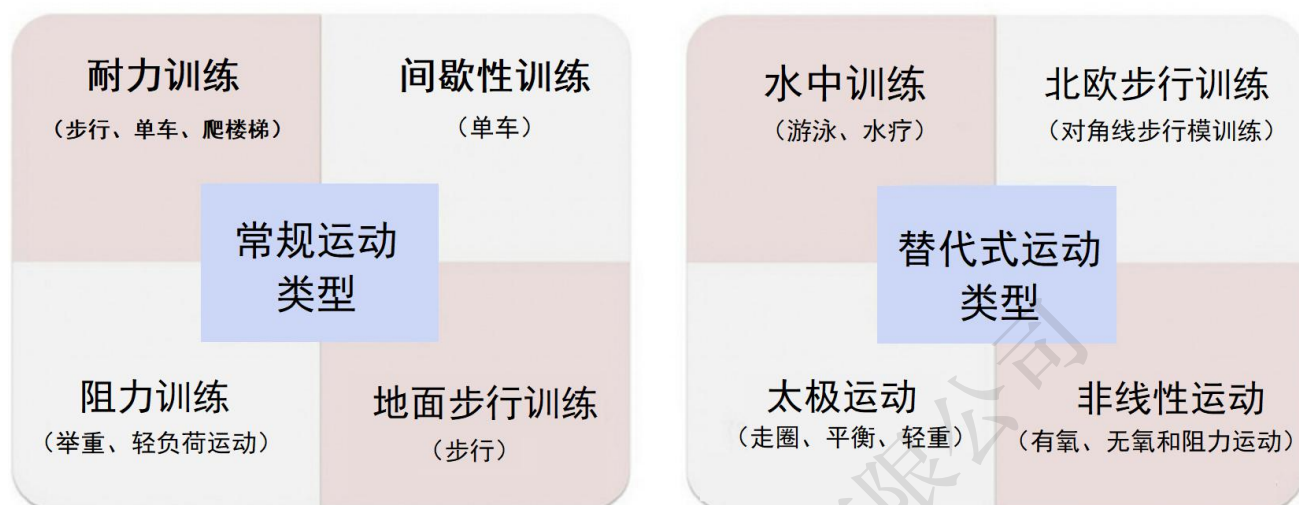 耐力训练
（步行、单车、爬楼梯）
间歇性训练
（单车）
常规运动
类型
阻力训练
（举重、轻负荷运动）
地面步行训练
（步行）
水中训练
（游泳、水疗）
北欧步行训练
（对角线步行模训练）
替代式运动
类型
太极运动
（走圈、平衡、轻重）
非线性运动
（有氧、无氧和阻力运动）
有限公司